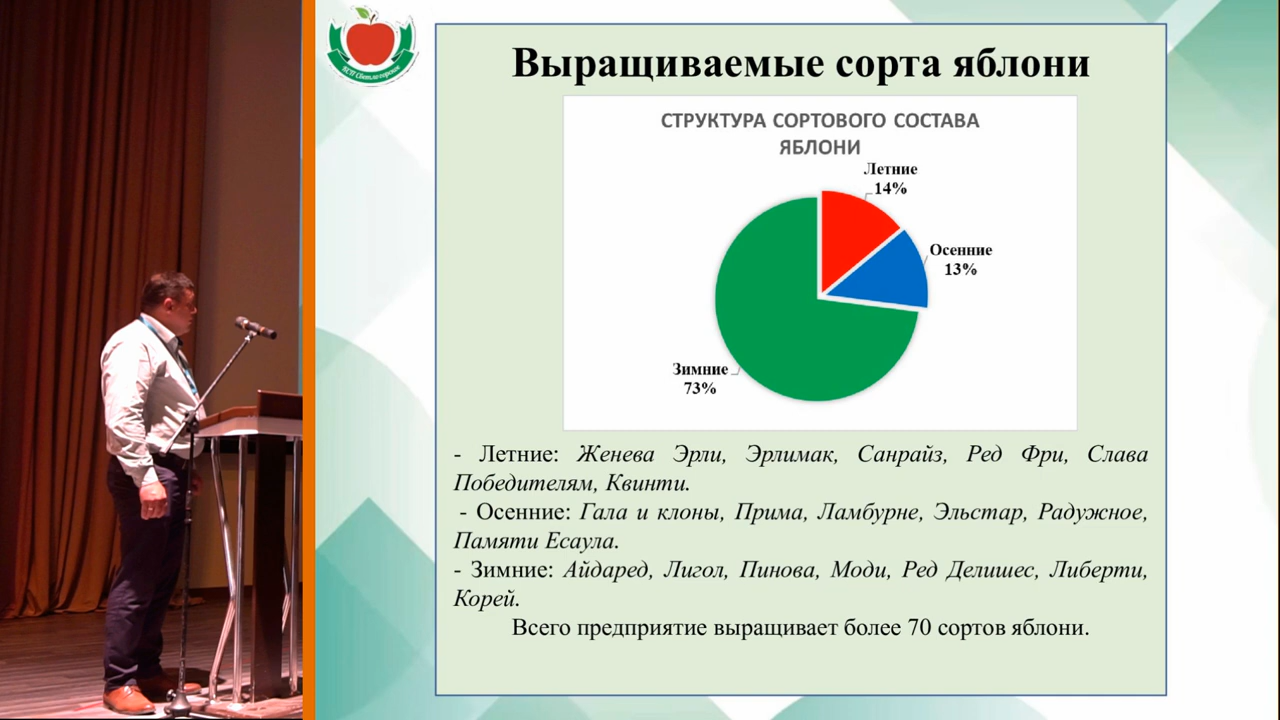 Выращиваемые сорта яблони
СТРУКТУРА СОРТОВОГО СОСТАВА
ЯБЛОНИ
Летние
14%
Осенние
13%
Зимние
73%
- Летние: Женева Эрли, Эрлимак, Санрайз, Ред Фри, Слава
Победителям, Квинти.
- Осенние: Гала и клоны, Прима, Ламбурне, Эльстар, Радужное,
Памяти Есаула.
- Зимние: Айдаред, Лигол, Пинова, Моди, Ред Делишес, Либерти,
Корей.
Всего предприятие выращивает более 70 сортов яблони.